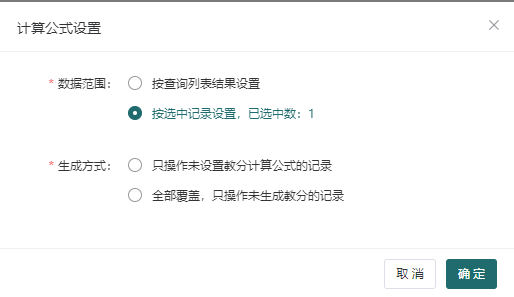 计算公式设置
* 数据范围：
按查询列表结果设置
按选中记录设置，已选中数：1
* 生成方式：
只操作未设置教分计算公式的记录
全部覆盖，只操作未生成教分的记录
取消
确定